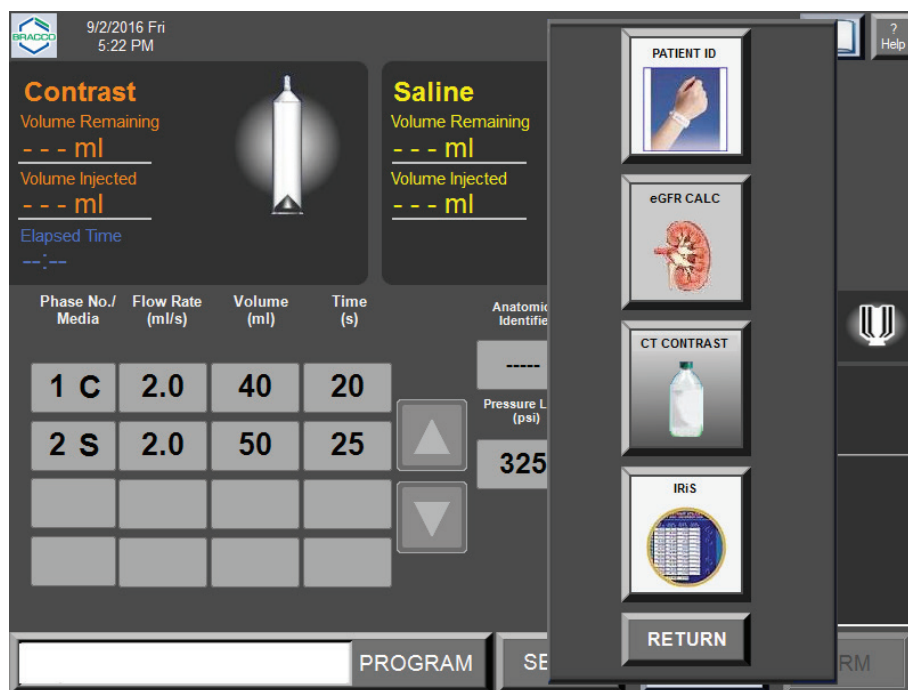 BRACCO
9/2/2016 Fri
5:22 PM
?
Help
Contrast
Volume Remaining
- - - ml
Volume Injected
- - - ml
Elapsed Time
--:--
Saline
Volume Remaining
- - - ml
Volume Injected
- - - ml
Phase No./
Media
Flow Rate
(ml/s)
Volume
(ml)
Time
(s)
1 C 2.0 40 20
2 S 2.0 50 25
Anatomic
Identifie
-----
Pressure L
(psi)
325
PATIENT ID
eGFR CALC
CT CONTRAST
IRiS
RETURN
PROGRAM
SE
RM